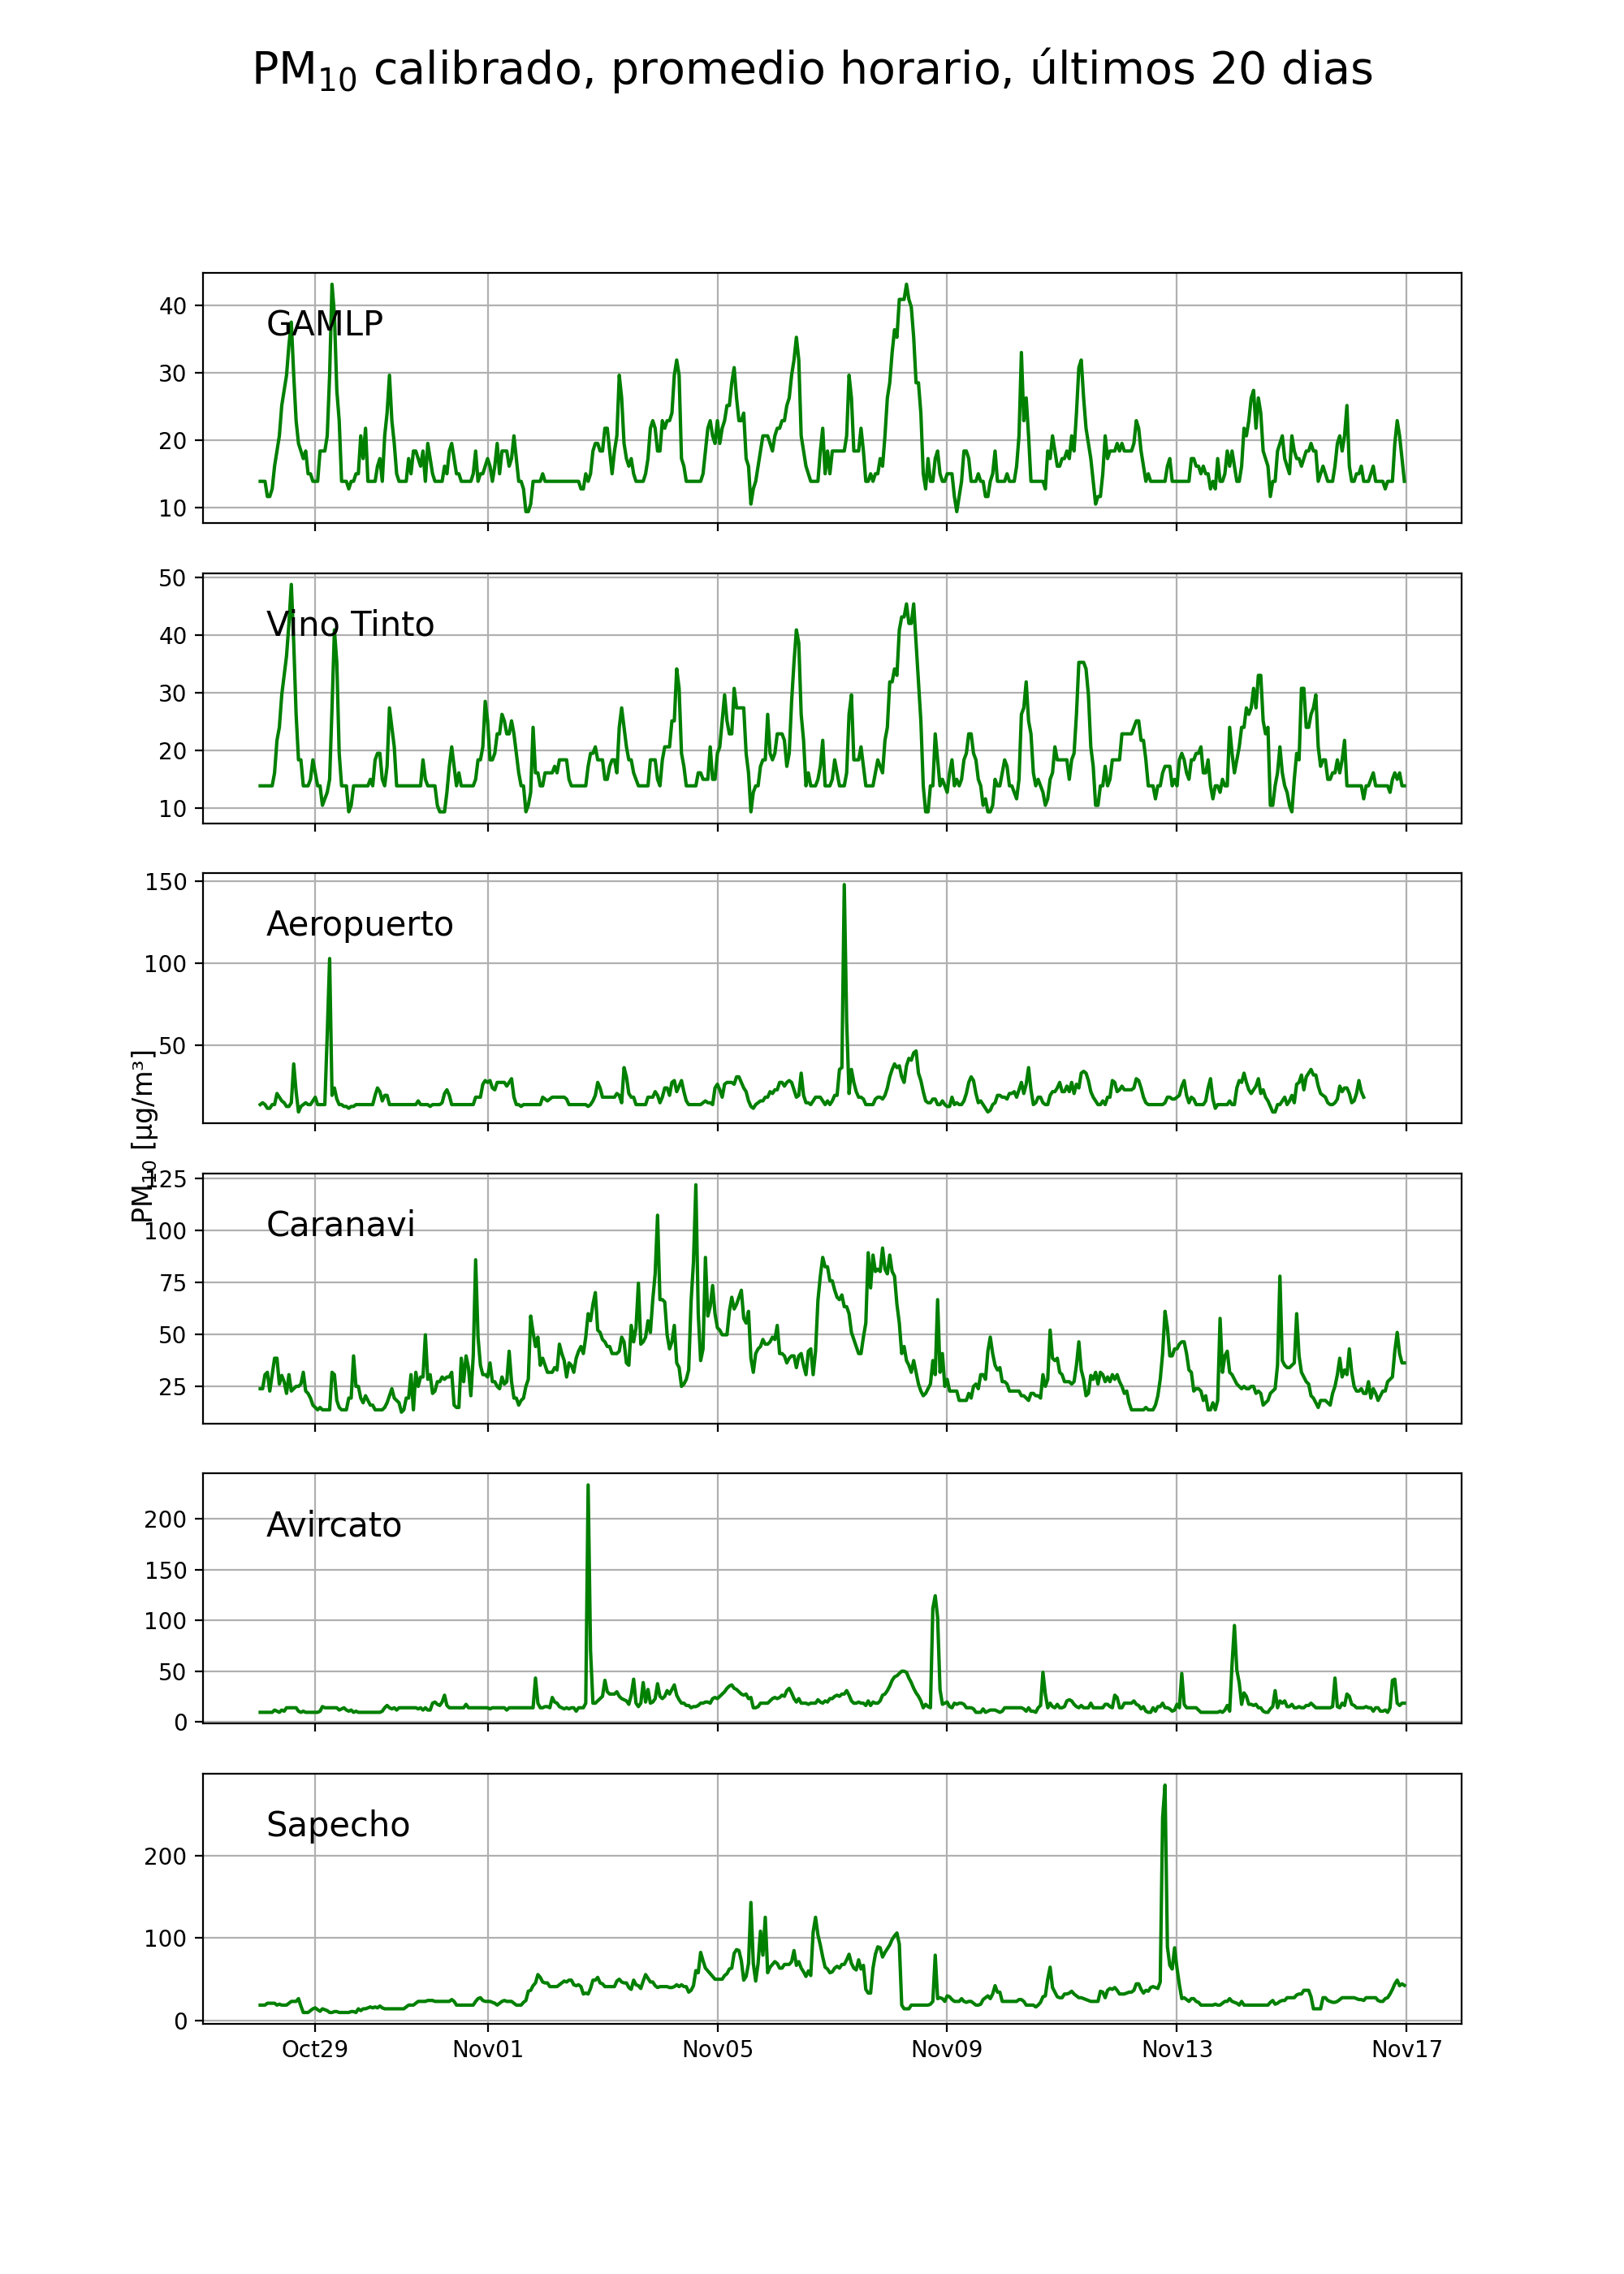 PM₁₀ calibrado, promedio horario, últimos 20 dias
GAMLP
40
30
20
10
Vino Tinto
50
40
30
20
10
Aeropuerto
150
100
50
PM₁₀ [µg/m³]
Caranavi
125
100
75
50
25
Avircato
200
150
100
50
0
Sapecho
200
100
0
Oct29 Nov01 Nov05 Nov09 Nov13 Nov17